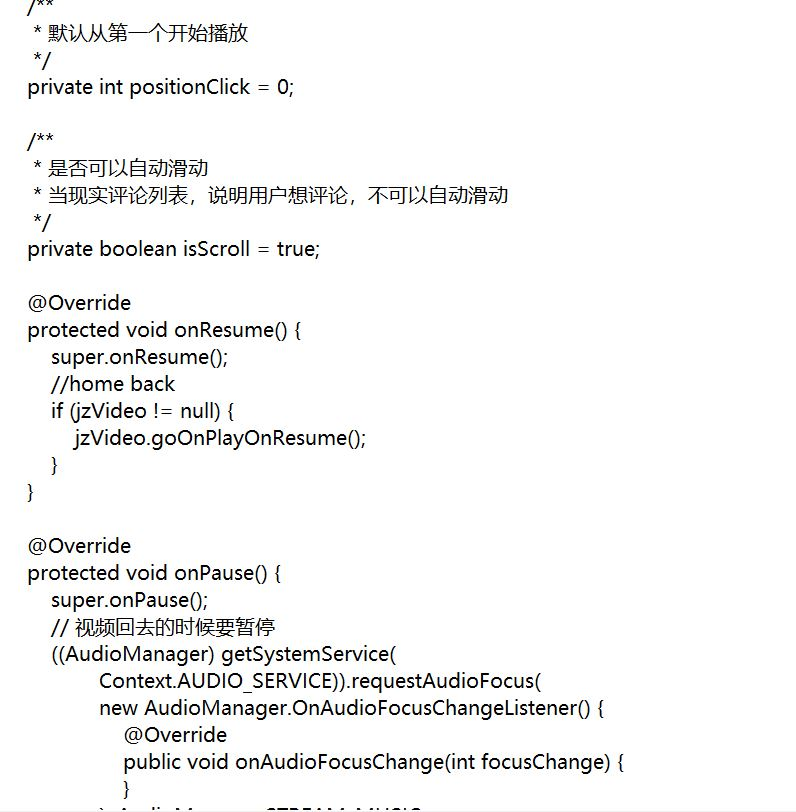 /**
* 默认从第一个开始播放
*/
private int positionClick = 0;
/**
* 是否可以自动滑动
* 当现实评论列表，说明用户想评论，不可以自动滑动
*/
private boolean isScroll = true;
@Override
protected void onResume() {
super.onResume();
//home back
if (jzVideo != null) {
jzVideo.goOnPlayOnResume();
}
}
@Override
protected void onPause() {
super.onPause();
// 视频回去的时候要暂停
((AudioManager) getSystemService(
Context.AUDIO_SERVICE)).requestAudioFocus(
new AudioManager.OnAudioFocusChangeListener() {
@Override
public void onAudioFocusChange(int focusChange) {
}